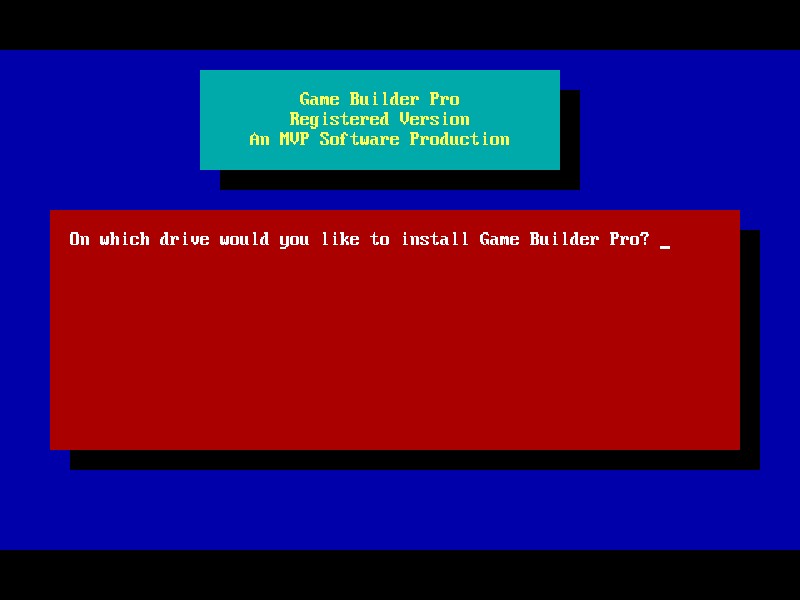 Game Builder Pro
Registered Version
An MVP Software Production
On which drive would you like to install Game Builder Pro? _